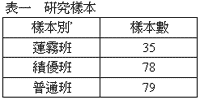 表一　研究樣本
樣本別 樣本數
蓮霧班 35
績優班 78
普通班 79